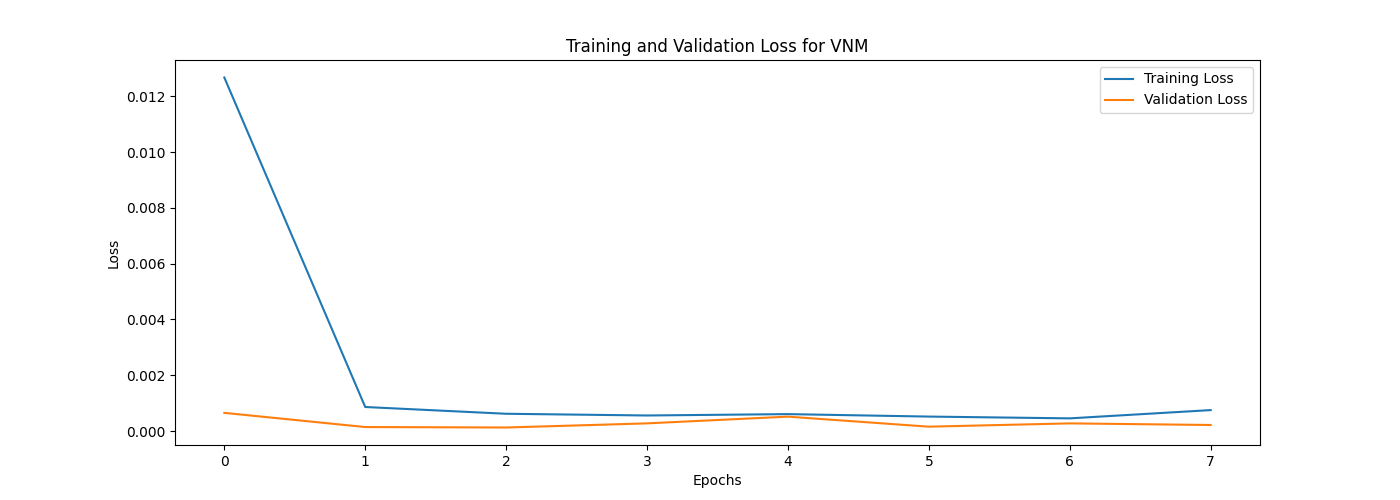 Training and Validation Loss for VNM
Training Loss
Validation Loss
0.012
0.010
0.008
0.006
0.004
0.002
0.000
Loss
0 1 2 3 4 5 6 7
Epochs